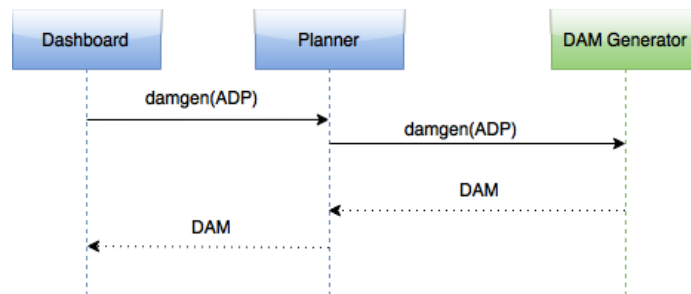 Dashboard
Planner
DAM Generator
damgen(ADP)
damgen(ADP)
DAM
DAM